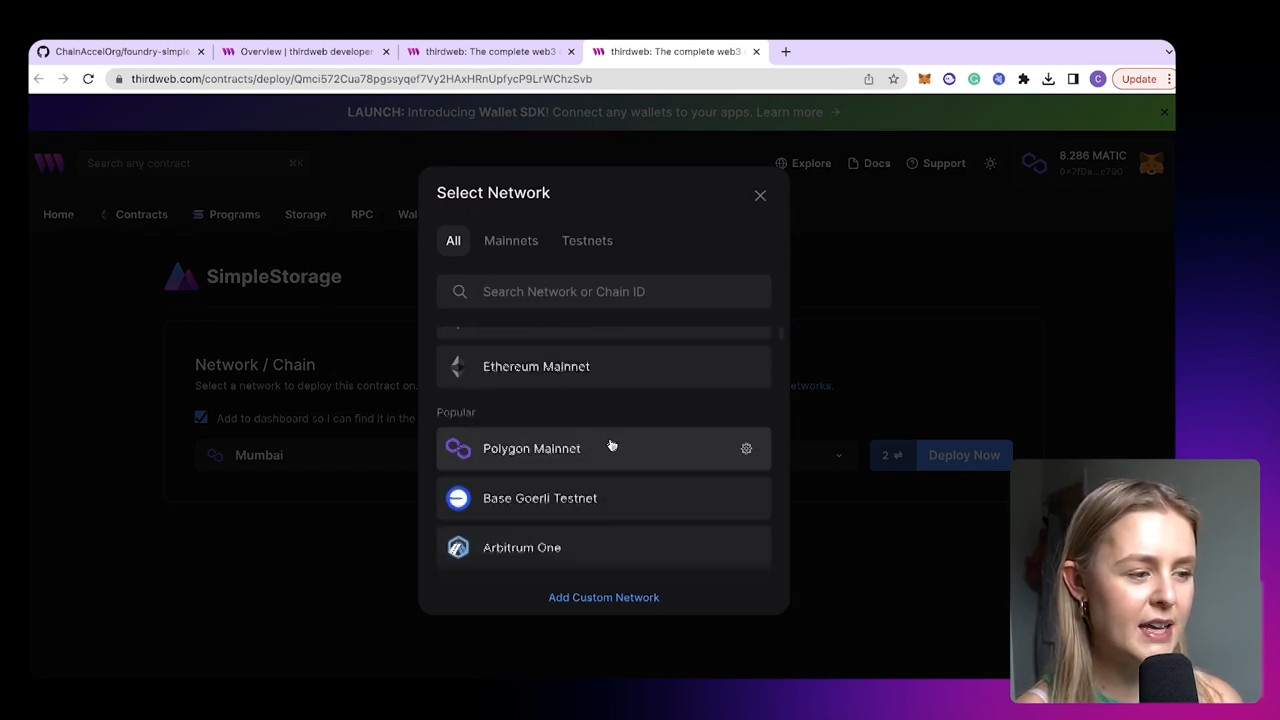 ChainAccelOrg/foundry-simple
Overview | thirdweb developer
thirdweb: The complete web3
thirdweb: The complete web3
thirdweb.com/contracts/deploy/Qmci572Cua78pgssyqef7Vy2HAxHRnUpfycP9LrWChzSvb
C
Update
LAUNCH: Introducing Wallet SDK! Connect any wallets to your apps. Learn more →
Search any contract ⌘K
Explore Docs Support
8.286 MATIC
0x7fDa...c790
Home Contracts Programs Storage RPC Wal
Select Network
All Mainnets Testnets
SimpleStorage
Search Network or Chain ID
Network / Chain
Select a network to deploy this contract on.
etworks.
Add to dashboard so I can find it in the
Mumbai
2 ⇌ Deploy Now
Ethereum Mainnet
Popular
Polygon Mainnet
Base Goerli Testnet
Arbitrum One
Add Custom Network